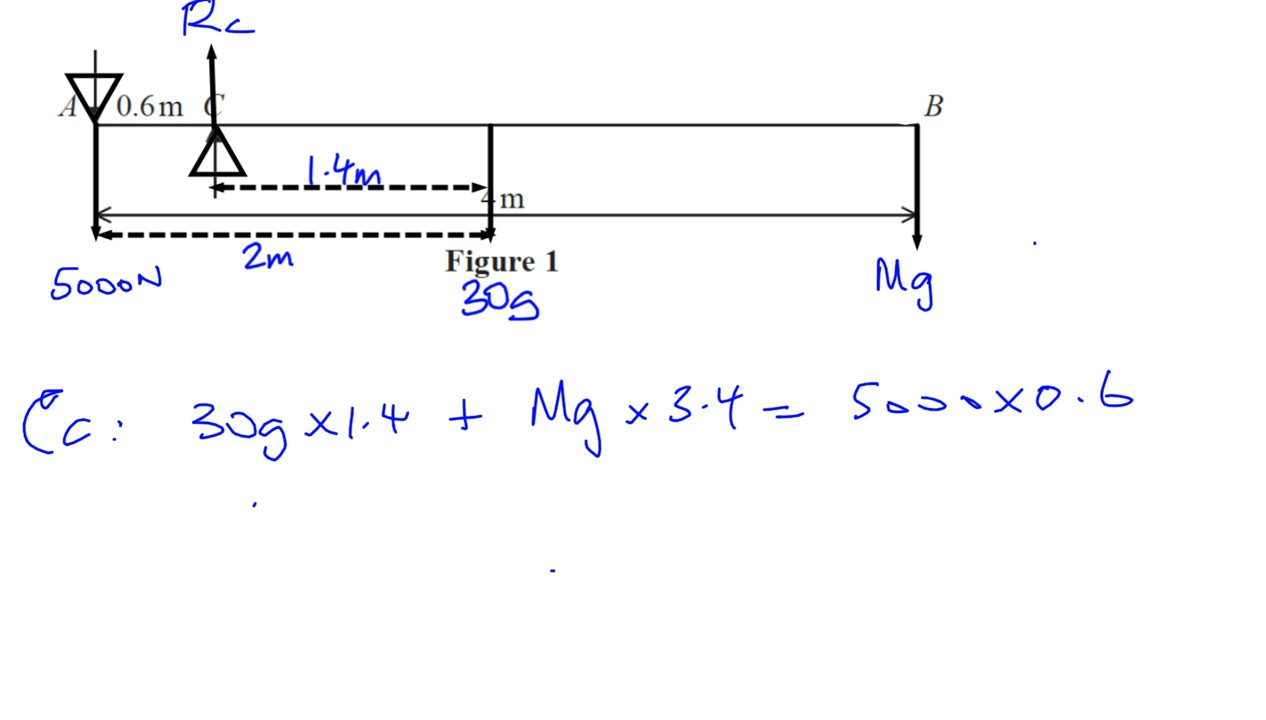 Rc
A 0.6m C B
1.4m
4m
2m
Figure 1
5000N
30g
Mg
C: 30g×1.4 + Mg×3.4 = 5000×0.6